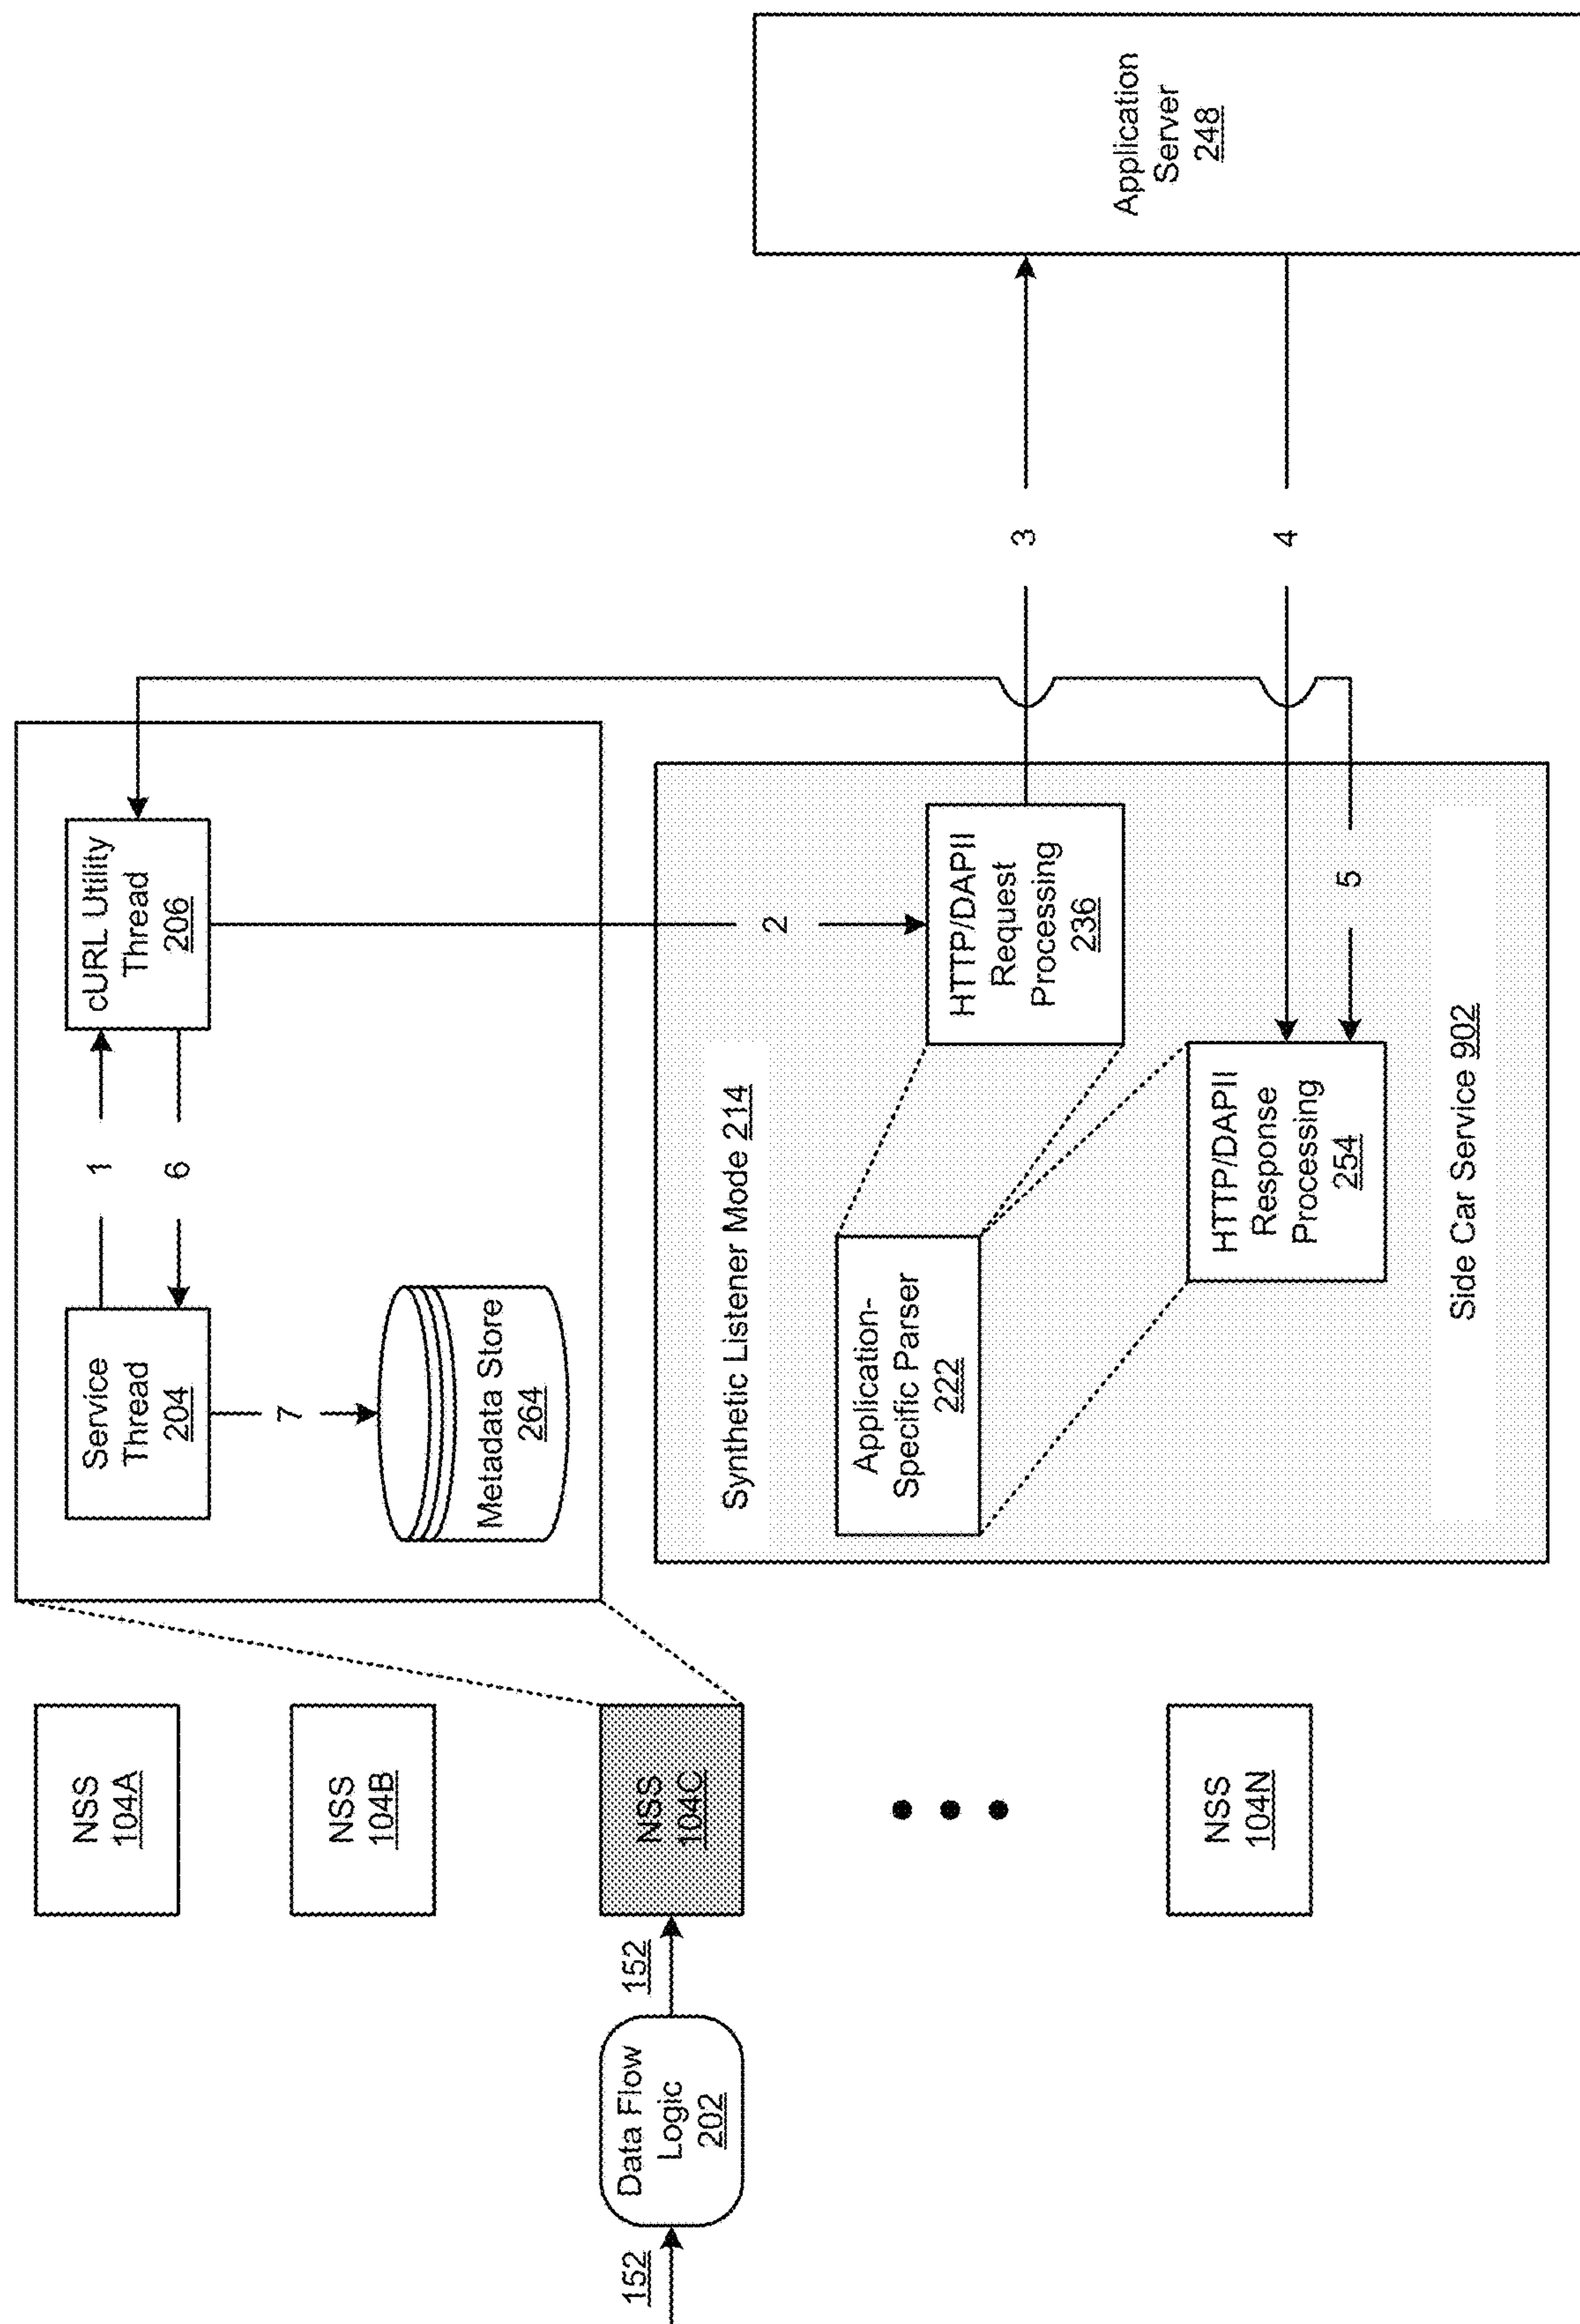 152
Data Flow
Logic
202
152
NSS
104A
NSS
104B
NSS
104C
NSS
104N
Service
Thread
204
1
6
cURL Utility
Thread
206
7
Metadata Store
264
Synthetic Listener Mode 214
2
Application-
Specific Parser
222
HTTP/DAPII
Request
Processing
236
HTTP/DAPII
Response
Processing
254
5
Side Car Service 902
3
4
Application
Server
248